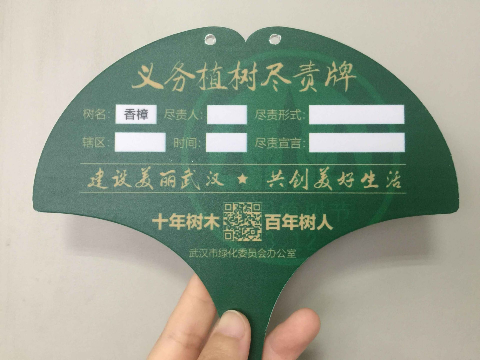 义务植树尽责牌
树名： 香樟 尽责人： 尽责形式：
辖区： 时间： 尽责宣言：
建设美丽武汉 ★ 共创美好生活
十年树木 百年树人
武汉市绿化委员会办公室